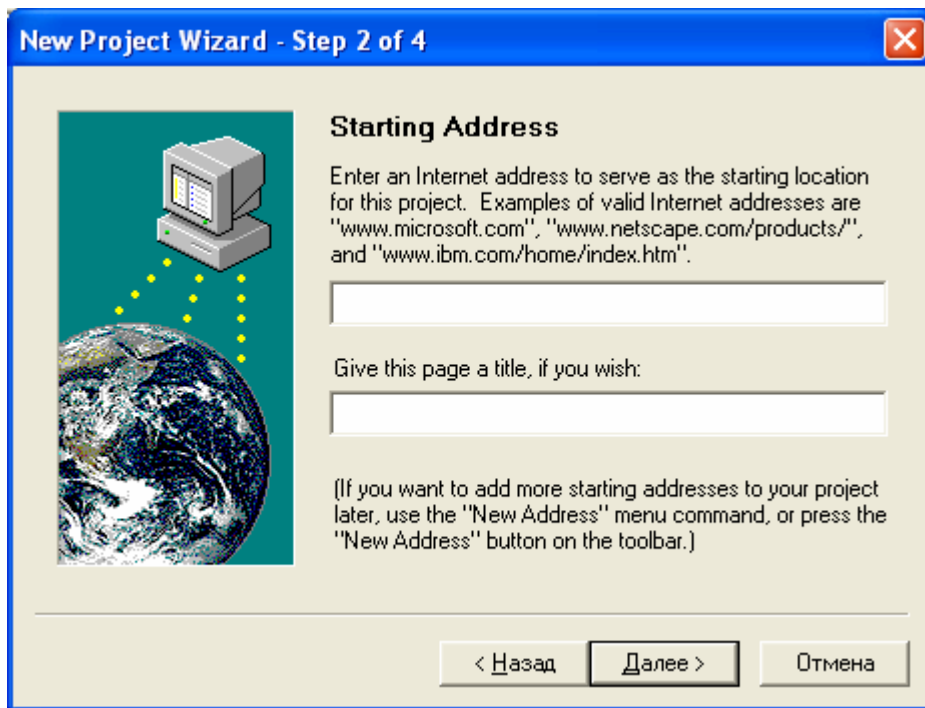 New Project Wizard - Step 2 of 4
Starting Address
Enter an Internet address to serve as the starting location
for this project.  Examples of valid Internet addresses are
"www.microsoft.com", "www.netscape.com/products/",
and "www.ibm.com/home/index.htm".
Give this page a title, if you wish:
(If you want to add more starting addresses to your project
later, use the "New Address" menu command, or press the
"New Address" button on the toolbar.)
< Назад Далее > Отмена